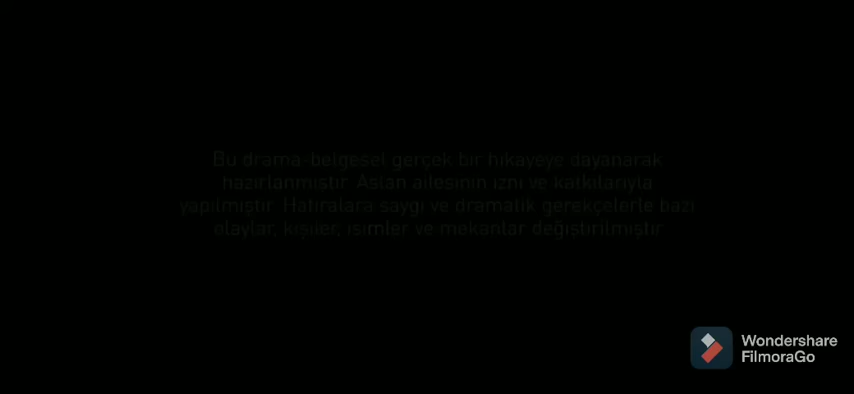 Bu drama-belgesel gerçek bir hikayeye dayanarak
hazırlanmıştır. Aslan ailesinin izni ve katkılarıyla
yapılmıştır. Hatıralara saygı ve dramatik gerekçelerle bazı
olaylar, kişiler, isimler ve mekanlar değiştirilmiştir.
Wondershare
FilmoraGo